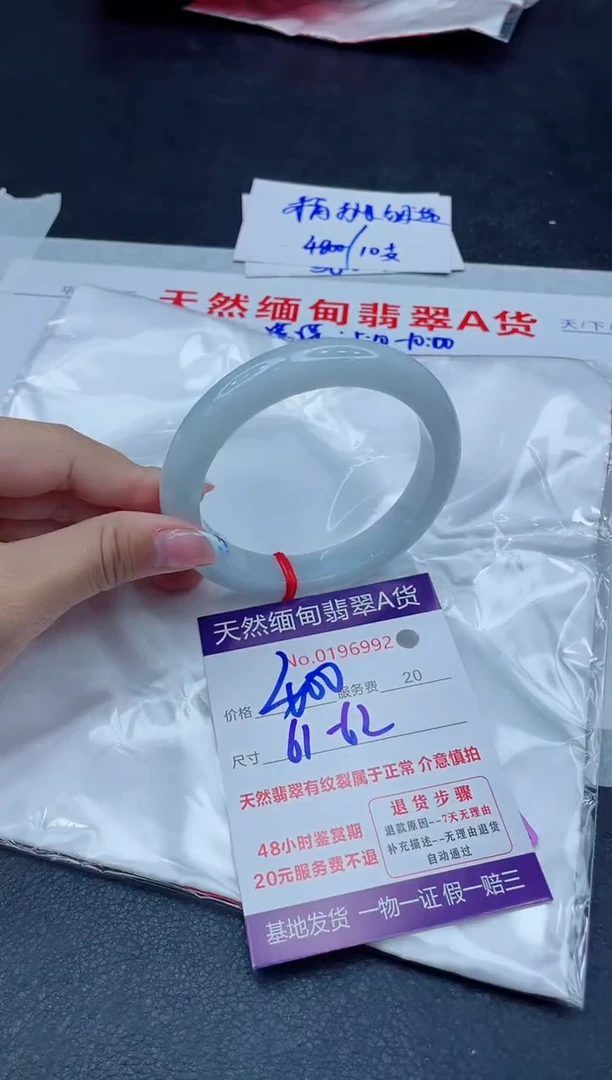 4800/10支
天然缅甸翡翠A货
天/下
天然缅甸翡翠A货
No.0196992
价格 400 服务费 20
尺寸 61-62
天然翡翠有纹裂属于正常 介意慎拍
48小时鉴赏期
20元服务费不退
退货步骤
退款原因--7天无理由
补充描述--无理由退货
自动通过
基地发货 一物一证 假一赔三